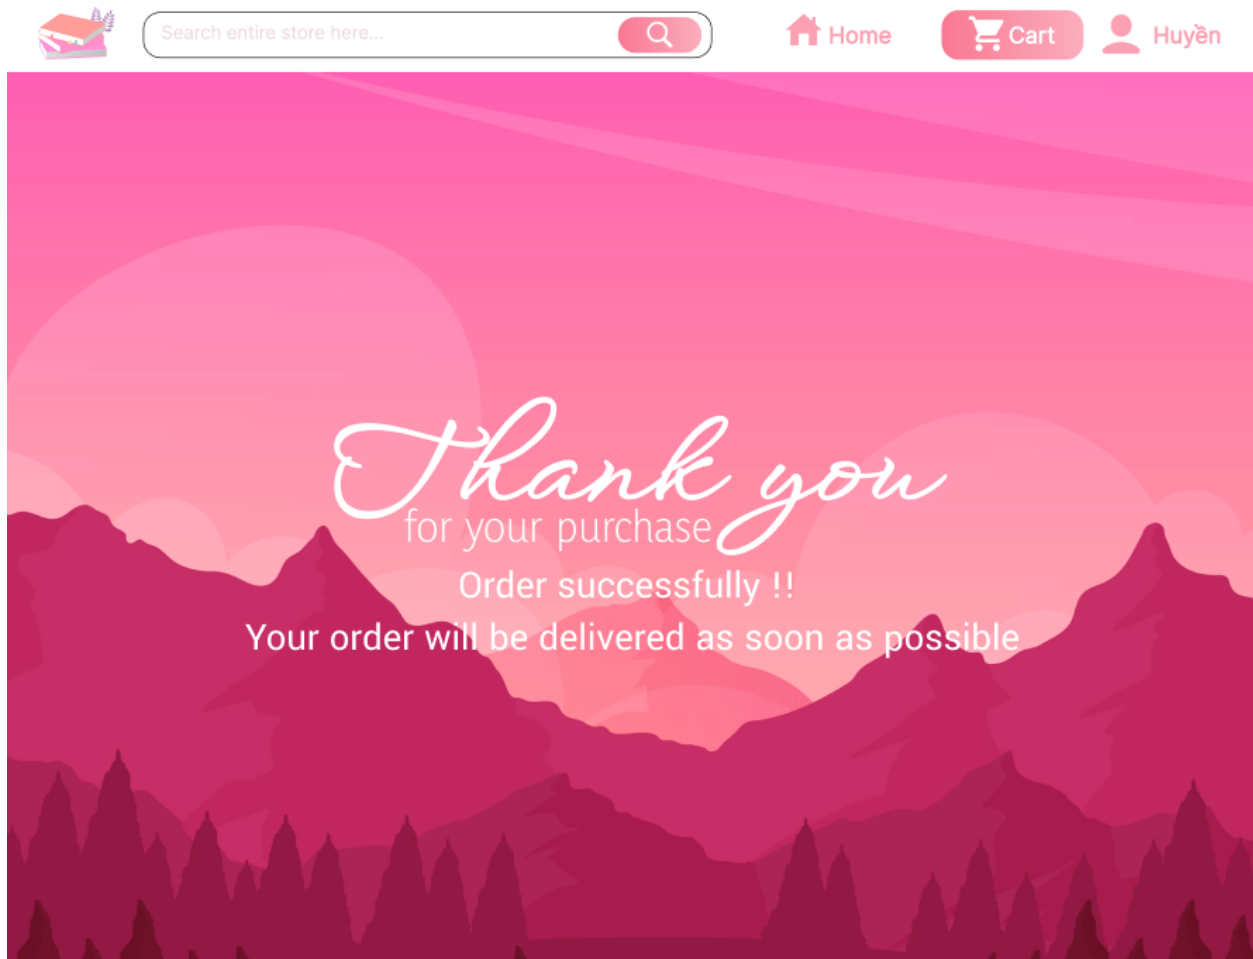 Search entire store here...
Home
Cart
Huyền
Thank you
for your purchase
Order successfully !!
Your order will be delivered as soon as possible